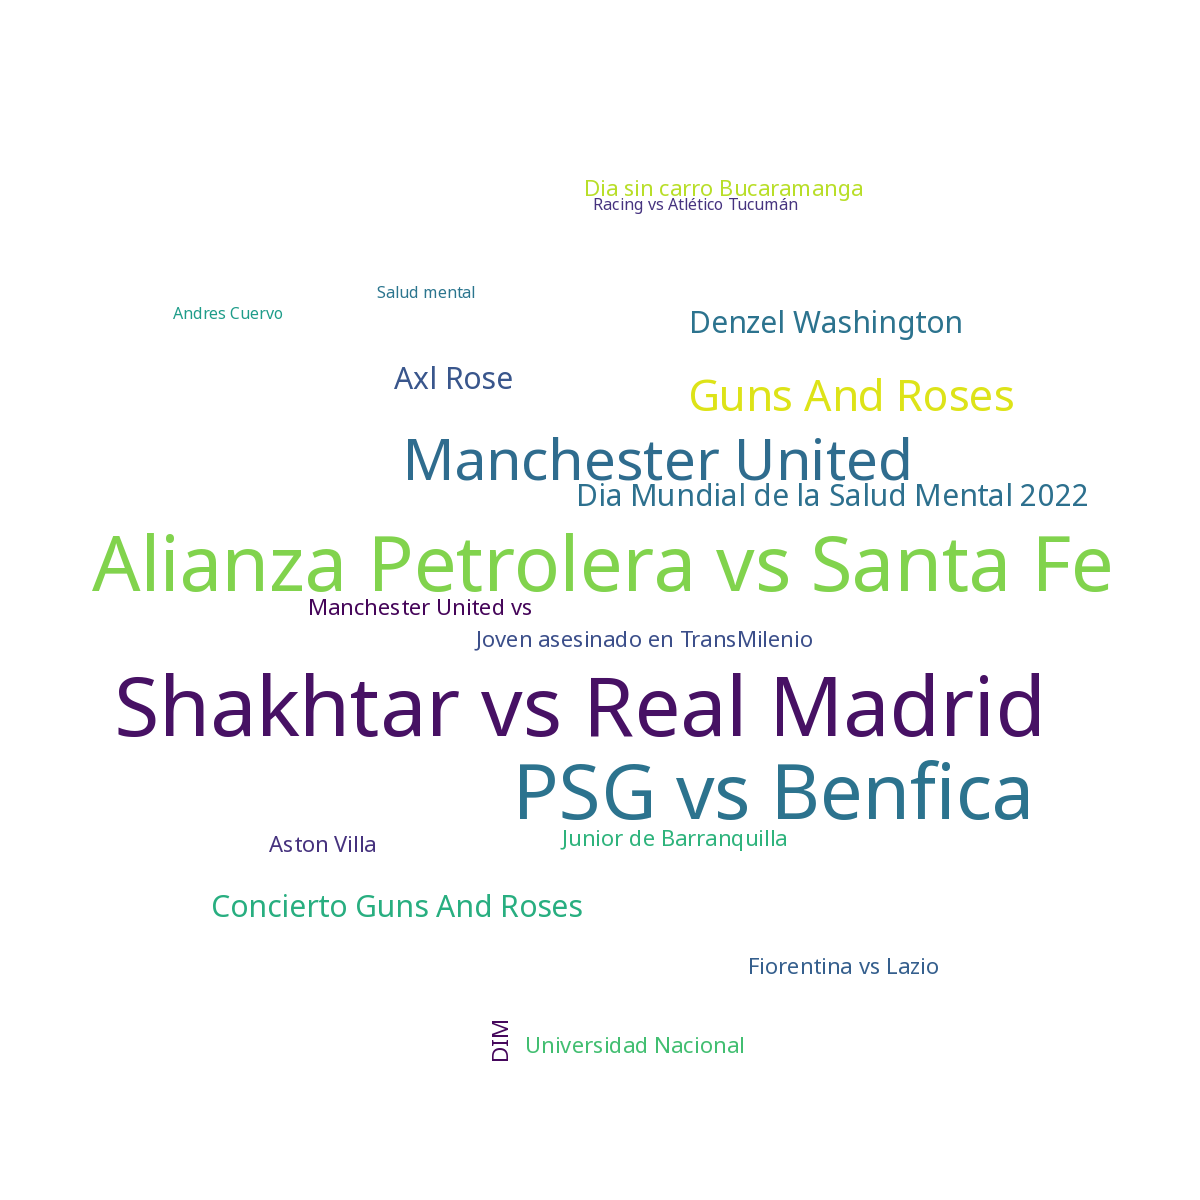 Dia sin carro Bucaramanga
Racing vs Atlético Tucumán
Salud mental
Andres Cuervo
Denzel Washington
Axl Rose
Guns And Roses
Manchester United
Dia Mundial de la Salud Mental 2022
Alianza Petrolera vs Santa Fe
Manchester United vs
Joven asesinado en TransMilenio
Shakhtar vs Real Madrid
PSG vs Benfica
Junior de Barranquilla
Aston Villa
Concierto Guns And Roses
Fiorentina vs Lazio
DIM
Universidad Nacional